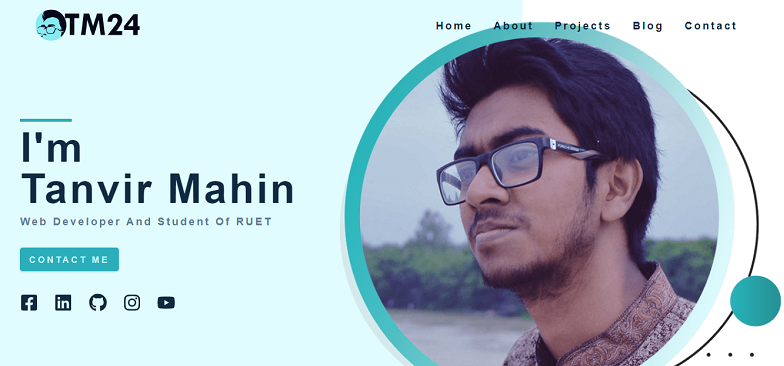 TM24
Home About Projects Blog Contact
I'm
Tanvir Mahin
Web Developer And Student Of RUET
CONTACT ME